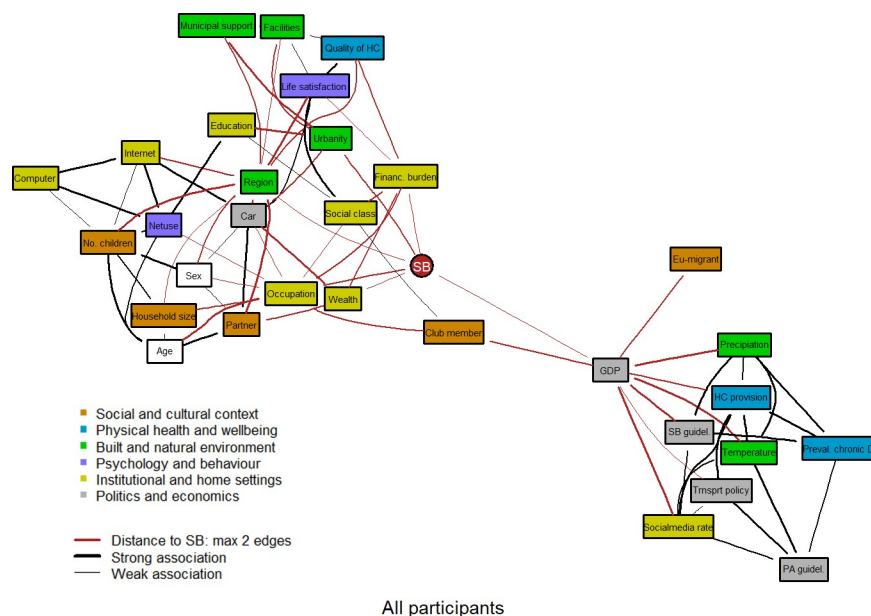 Municipal support
Facilities
Quality of HC
Life satisfaction
Education
Urbanity
Internet
Computer
Region
Financ. burden
Car
Social class
Netuse
No. children
SB
Eu-migrant
Sex
Occupation
Wealth
Household size
Partner
Club member
Age
Precipiation
GDP
HC provision
SB guidel.
Preval. chronic D
Temperature
Trnsprt policy
Socialmedia rate
PA guidel.
Social and cultural context
Physical health and wellbeing
Built and natural environment
Psychology and behaviour
Institutional and home settings
Politics and economics
Distance to SB: max 2 edges
Strong association
Weak association
All participants